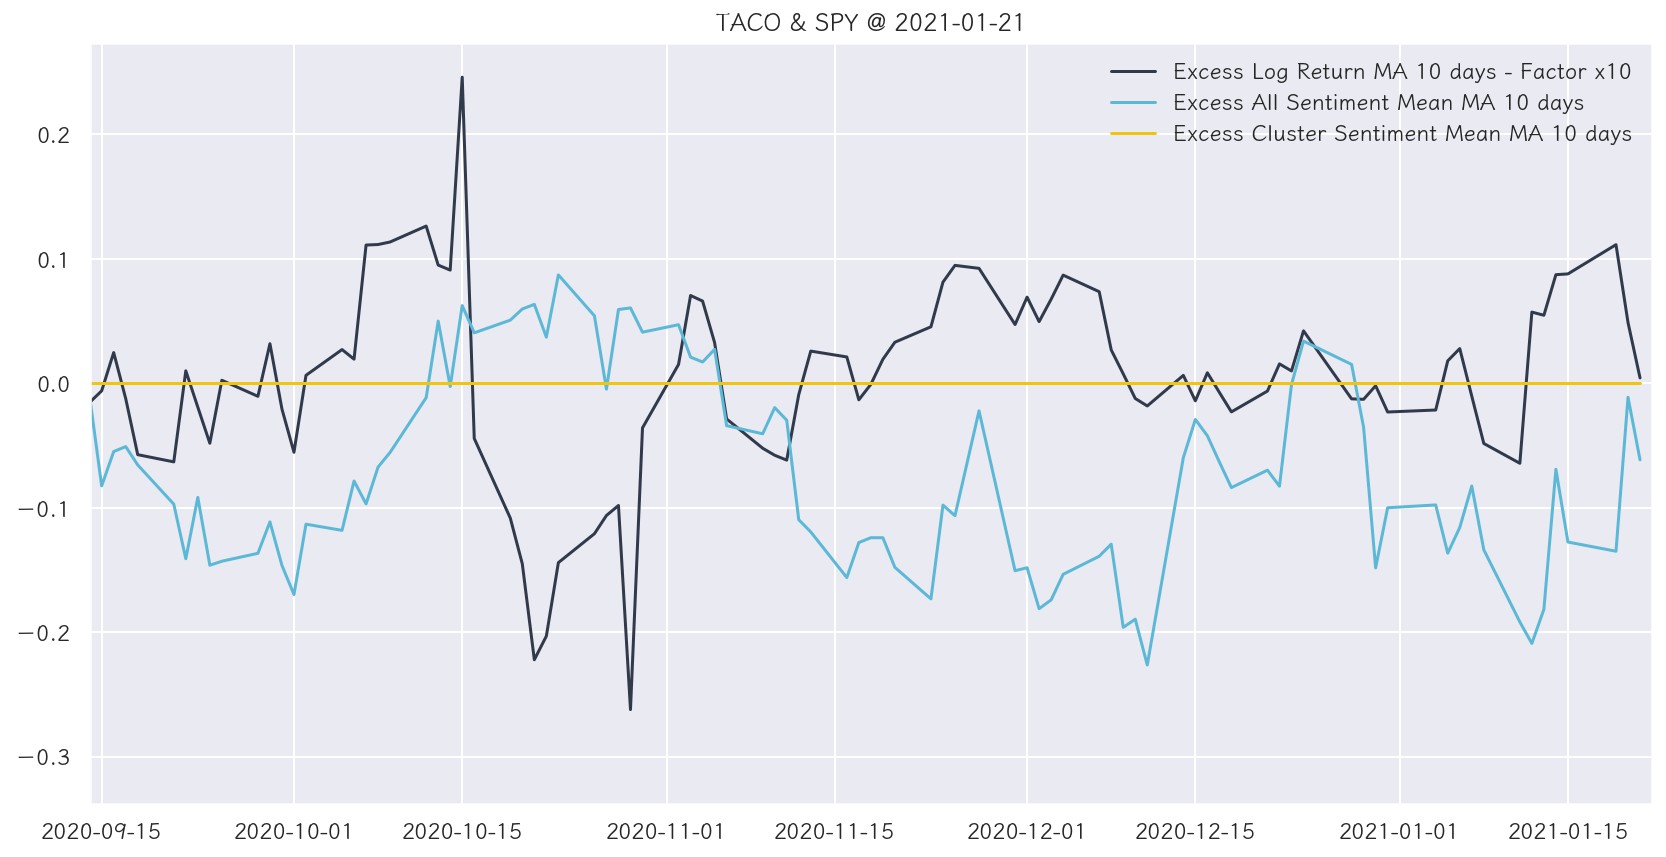 TACO & SPY @ 2021-01-21
Excess Log Return MA 10 days - Factor x10
Excess All Sentiment Mean MA 10 days
Excess Cluster Sentiment Mean MA 10 days
0.2
0.1
0.0
−0.1
−0.2
−0.3
2020-09-15 2020-10-01 2020-10-15 2020-11-01 2020-11-15 2020-12-01 2020-12-15 2021-01-01 2021-01-15